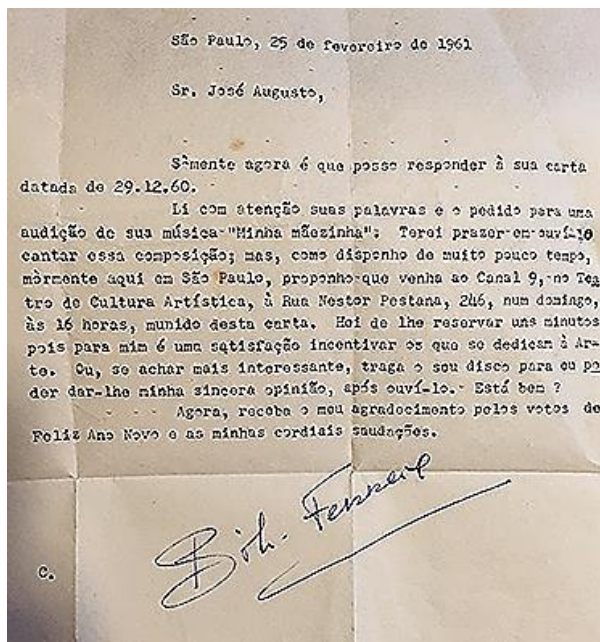 São Paulo, 25 de fevereiro de 1961
Sr. José Augusto,
Sòmente agora é que posso responder à sua carta
datada de 29.12.60.
Li com atenção suas palavras e o pedido para uma
audição de sua música "Minha mãezinha": Terei prazer em ouví-lo
cantar essa composição; mas, como disponho de muito pouco tempo,
mòrmente aqui em São Paulo, proponho que venha ao Canal 9, no Tea
tro de Cultura Artística, à Rua Nestor Pestana, 246, num domingo,
às 16 horas, munido desta carta. Hei de lhe reservar uns minutos
pois para mim é uma satisfação incentivar os que se dedicam à Ar-
te. Ou, se achar mais interessante, traga o seu disco para eu po
der dar-lhe minha sincera opinião, após ouví-lo. Está bem ?
Agora, receba o meu agradecimento pelos votos de
Feliz Ano Novo e as minhas cordiais saudações.
Bibi Ferreira
C.